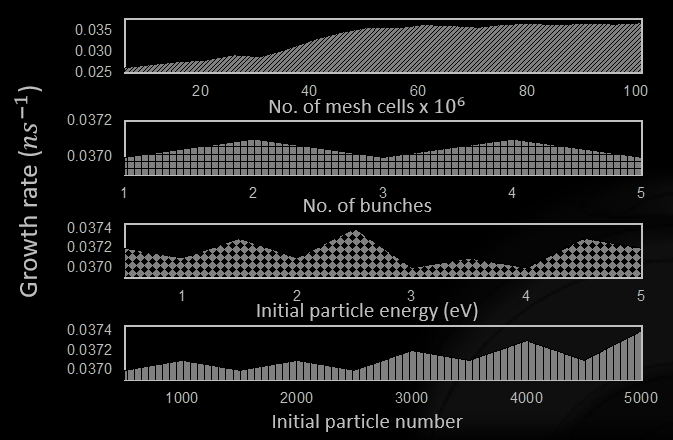 Growth rate (ns⁻¹)
0.035
0.030
0.025
20 40 60 80 100
No. of mesh cells x 10⁶
0.0372
0.0370
1 2 3 4 5
No. of bunches
0.0374
0.0372
0.0370
1 2 3 4 5
Initial particle energy (eV)
0.0374
0.0372
0.0370
1000 2000 3000 4000 5000
Initial particle number